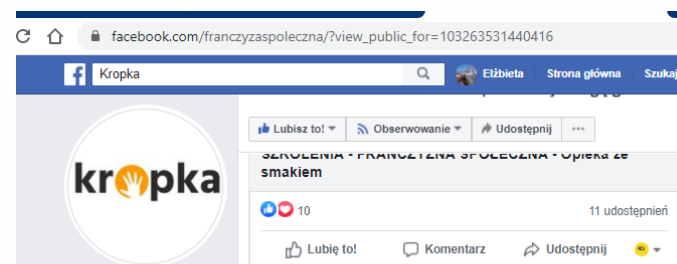 facebook.com/franczyzaspoleczna/?view_public_for=103263531440416
Kropka
Elżbieta Strona główna Szukaj
Lubisz to! Obserwowanie Udostępnij ...
SZKOLENIA - FRANCZYZNA SPOŁECZNA - Opieka ze
smakiem
kropka
10 11 udostępnień
Lubię to! Komentarz Udostępnij